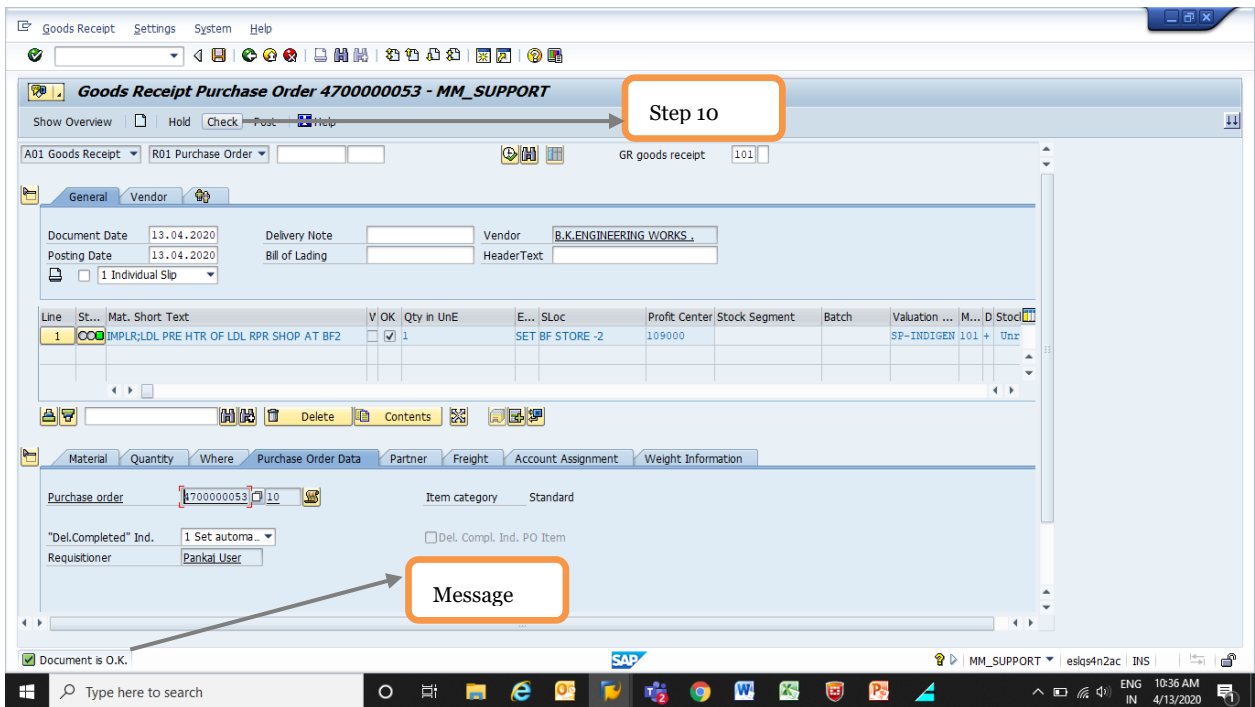 Goods Receipt Settings System Help
Goods Receipt Purchase Order 4700000053 - MM_SUPPORT
Step 10
Show Overview Hold Check Post Help
A01 Goods Receipt R01 Purchase Order GR goods receipt 101
General Vendor
Document Date 13.04.2020 Delivery Note Vendor B.K.ENGINEERING WORKS .
Posting Date 13.04.2020 Bill of Lading HeaderText
1 Individual Slip
Line St... Mat. Short Text V OK Qty in UnE E... SLoc Profit Center Stock Segment Batch Valuation ... M... D Stocl
1 IMPLR;LDL PRE HTR OF LDL RPR SHOP AT BF2 1 SET BF STORE -2 109000 SP-INDIGEN 101 + Unr
Delete Contents
Material Quantity Where Purchase Order Data Partner Freight Account Assignment Weight Information
Purchase order 4700000053 10 Item category Standard
"Del.Completed" Ind. 1 Set automa.. Del. Compl. Ind. PO Item
Requisitioner Pankaj User
Message
Document is O.K. SAP MM_SUPPORT eslqs4n2ac INS
Type here to search ENG 10:36 AM
IN 4/13/2020